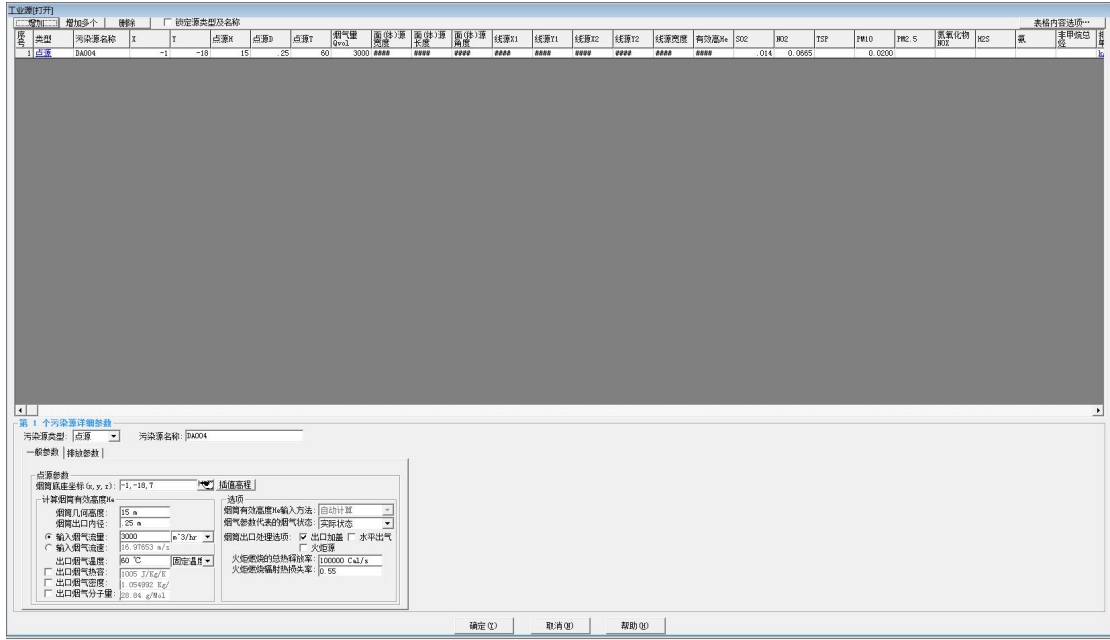 工业源[打开]
增加 增加多个 删除 锁定源类型及名称 表格内容选项…
序号 类型 污染源名称 X Y 点源H 点源D 点源T 烟气量Qvol 面(体)源宽度 面(体)源长度 面(体)源角度 线源X1 线源Y1 线源X2 线源Y2 线源宽度 有效高He SO2 NO2 TSP PM10 PM2.5 氮氧化物NOX H2S 氨 非甲烷总烃
1 点源 DA004 -1 -18 15 .25 60 3000 #### #### #### #### #### #### #### #### #### .014 0.0665 0.0200
第 1 个污染源详细参数
污染源类型: 点源 污染源名称: DA004
一般参数 排放参数
点源参数
烟筒底座坐标(x,y,z): -1,-18,7 插值高程
计算烟筒有效高度He
烟筒几何高度: 15 m
烟筒出口内径: .25 m
输入烟气流量: 3000 m^3/hr
输入烟气流速: 16.97653 m/s
出口烟气温度: 60 ℃ 固定温度
出口烟气热容: 1005 J/Kg/K
出口烟气密度: 1.054992 Kg/
出口烟气分子量: 28.84 g/Mol
选项
烟筒有效高度He输入方法: 自动计算
烟气参数代表的烟气状态: 实际状态
烟筒出口处理选项: 出口加盖 水平出气
火炬源
火炬燃烧的总热释放率: 100000 Cal/s
火炬燃烧辐射热损失率: 0.55
确定(Y) 取消(N) 帮助(H)